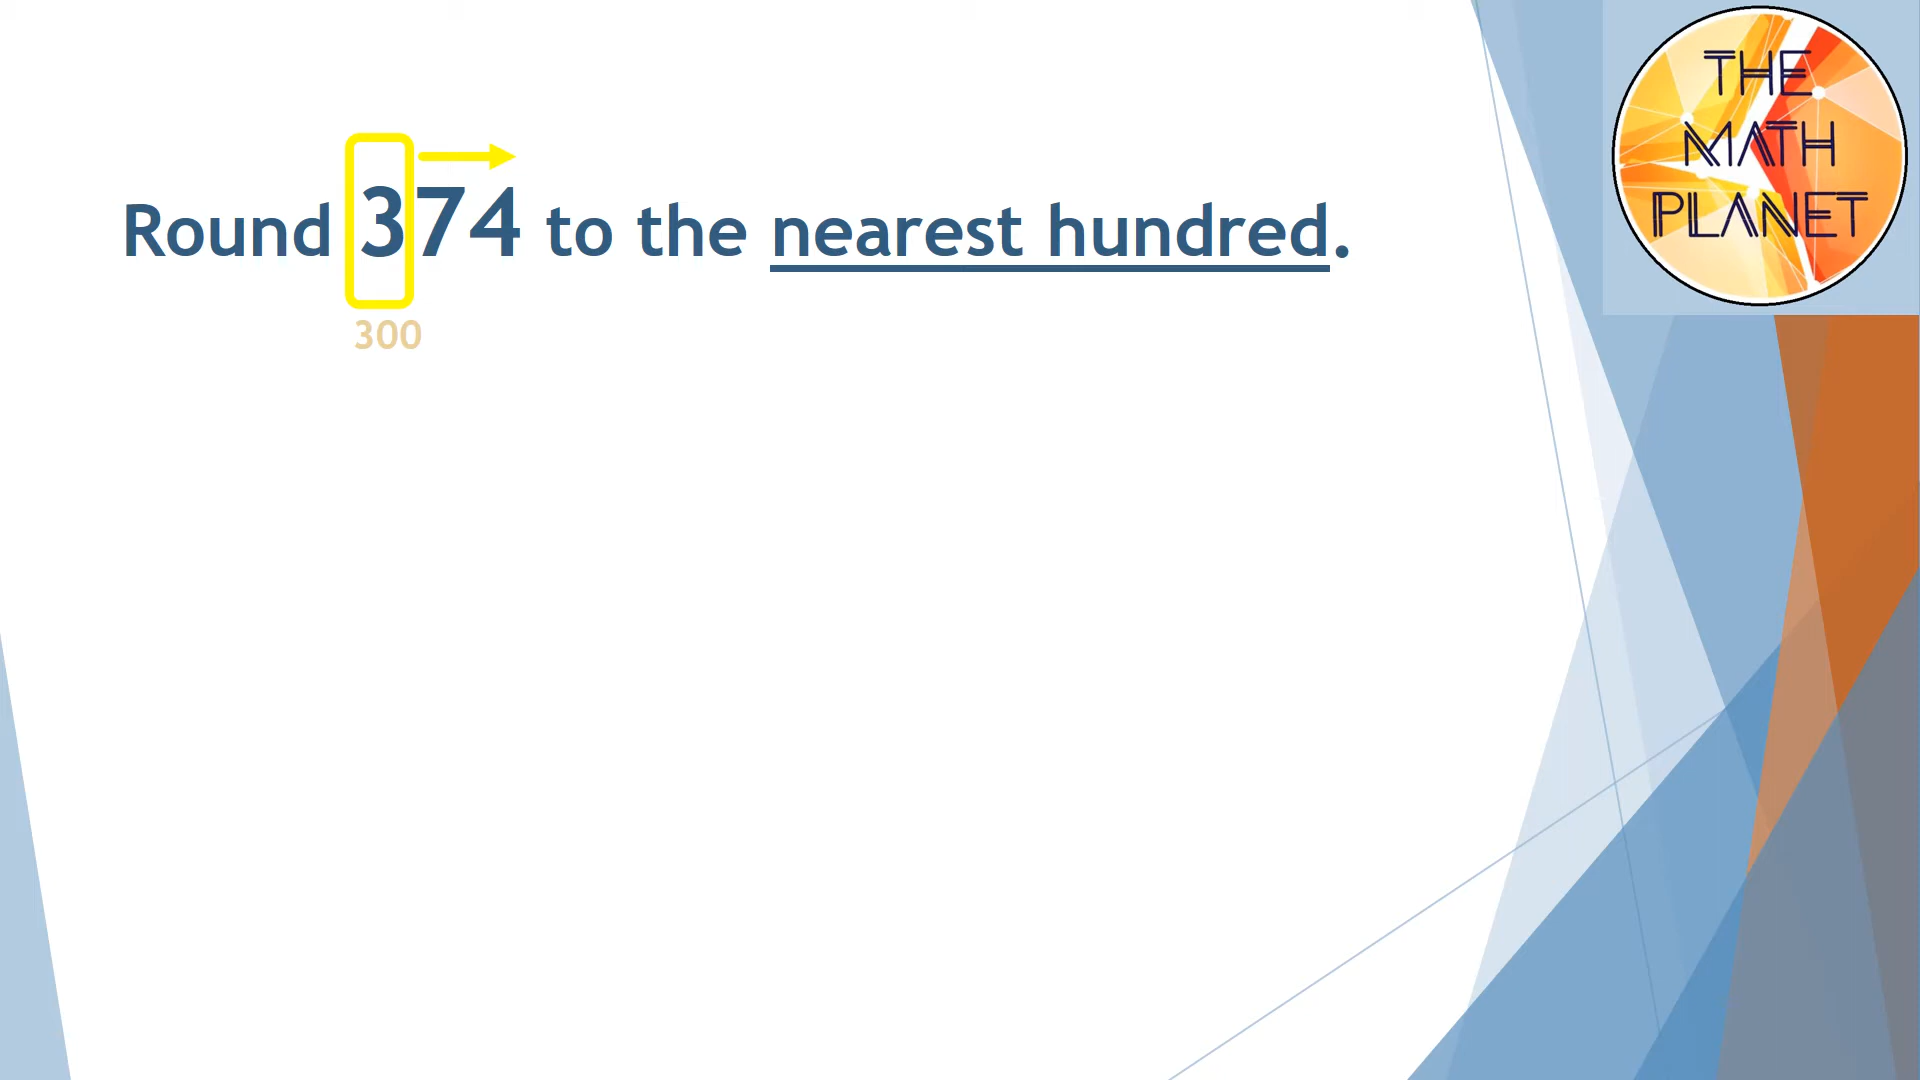 Round 374 to the nearest hundred.
300
THE
MATH
PLANET